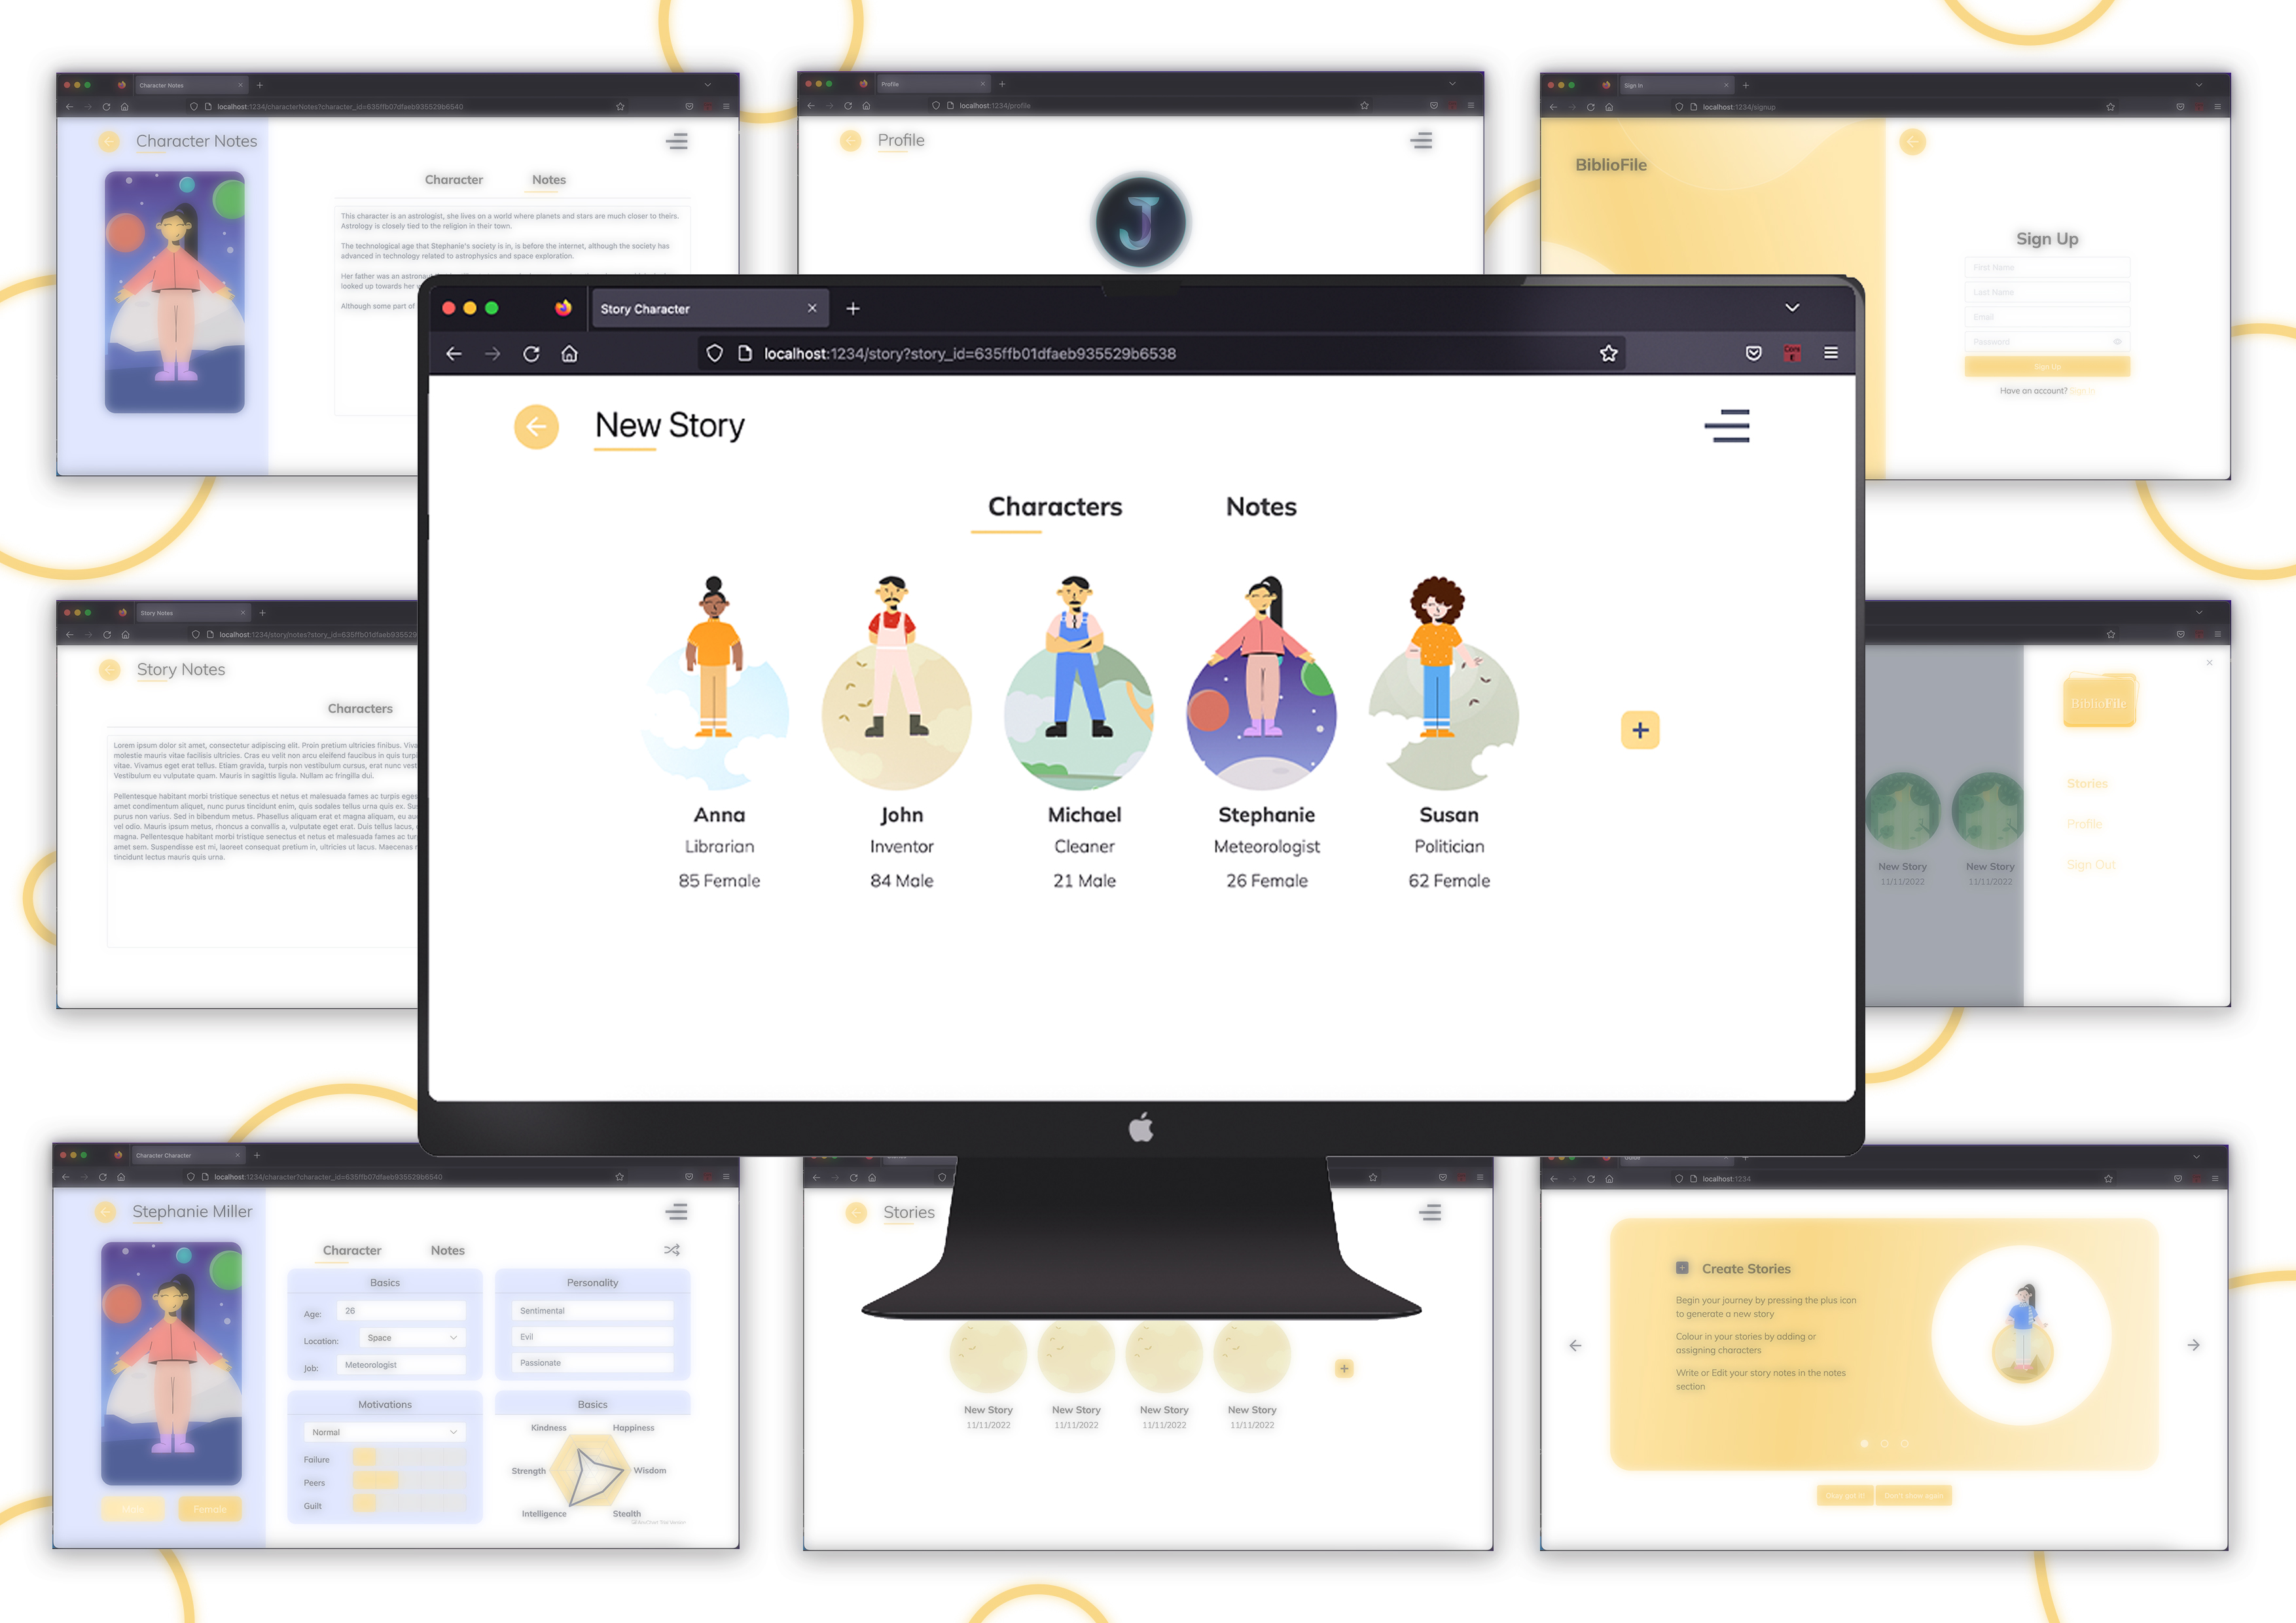 Character Notes
localhost:1234/characterNotes?character_id=635ffb07dfaeb935529b6540
Character Notes
Character
Notes
This character is an astrologist, she lives on a world where planets and stars are much closer to theirs.
Astrology is closely tied to the religion in their town.
The technological age that Stephanie's society is in, is before the internet, although the society has
advanced in technology related to astrophysics and space exploration.
Her father was an astronaut
looked up towards her
Although some part of
Profile
localhost:1234/profile
Profile
J
Sign In
localhost:1234/signup
BiblioFile
Sign Up
First Name
Last Name
Email
Password
Sign Up
Have an account? Sign In
Story Character
localhost:1234/story?story_id=635ffb01dfaeb935529b6538
New Story
Characters
Notes
Anna
Librarian
85 Female
John
Inventor
84 Male
Michael
Cleaner
21 Male
Stephanie
Meteorologist
26 Female
Susan
Politician
62 Female
Story Notes
localhost:1234/story/notes?story_id=635ffb01dfaeb935529
Story Notes
Characters
Lorem ipsum dolor sit amet, consectetur adipiscing elit. Proin pretium ultricies finibus. Viva
molestie mauris vitae facilisis ultricies. Cras eu velit non arcu eleifend faucibus in quis turpi
vitae. Vivamus eget erat tellus. Etiam gravida, turpis non vestibulum cursus, erat nunc vest
Vestibulum eu vulputate quam. Mauris in sagittis ligula. Nullam ac fringilla dui.
Pellentesque habitant morbi tristique senectus et netus et malesuada fames ac turpis eges
amet condimentum aliquet, nunc purus tincidunt enim, quis sodales tellus urna quis ex. Sus
purus non varius. Sed in bibendum metus. Phasellus aliquam erat et magna aliquam, eu au
vel odio. Mauris ipsum metus, rhoncus a convallis a, vulputate eget erat. Duis tellus lacus,
magna. Pellentesque habitant morbi tristique senectus et netus et malesuada fames ac tur
amet sem. Suspendisse est mi, laoreet consequat pretium in, ultricies ut lacus. Maecenas
tincidunt lectus mauris quis urna.
BiblioFIle
Stories
Profile
Sign Out
New Story
11/11/2022
New Story
11/11/2022
Character Character
localhost:1234/character?character_id=635ffb07dfaeb935529b6540
Stephanie Miller
Character
Notes
Basics
Age:
26
Location:
Space
Job:
Meteorologist
Personality
Sentimental
Evil
Passionate
Motivations
Normal
Failure
Peers
Guilt
Basics
Kindness
Happiness
Strength
Wisdom
Intelligence
Stealth
Male
Female
Stories
New Story
11/11/2022
New Story
11/11/2022
New Story
11/11/2022
New Story
11/11/2022
localhost:1234
Create Stories
Begin your journey by pressing the plus icon
to generate a new story
Colour in your stories by adding or
assigning characters
Write or Edit your story notes in the notes
section
Okay got it!
Don't show again